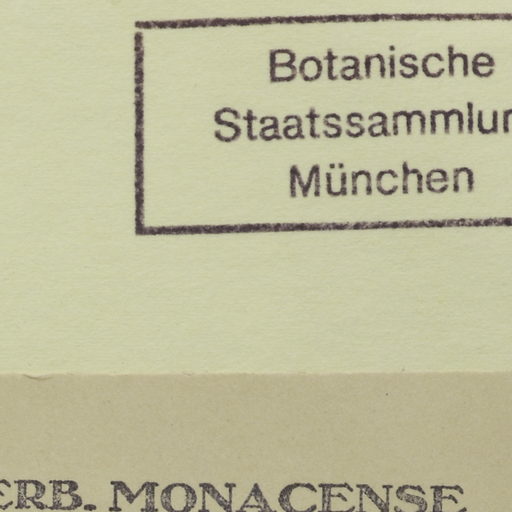 Botanische
Staatssammlun
München
ERB. MONACENSE